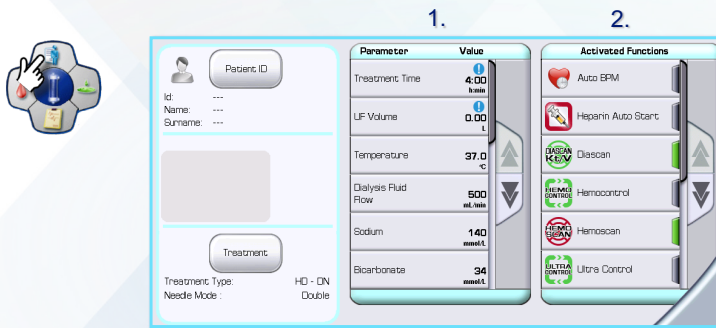 1.
2.
Patient ID
Id: ---
Name: ---
Surname: ---
Treatment
Treatment Type: HD - DN
Needle Mode : Double
Parameter Value
Treatment Time 4:00
h:min
UF Volume 0.00
L
Temperature 37.0
°C
Dialysis Fluid
Flow 500
mL/min
Sodium 140
mmol/L
Bicarbonate 34
mmol/L
Activated Functions
Auto BPM
Heparin Auto Start
DIASCAN
Kt/V
Diascan
HEMO
CONTROL
Hemocontrol
HEMO
SCAN
Hemoscan
ULTRA
CONTROL
Ultra Control